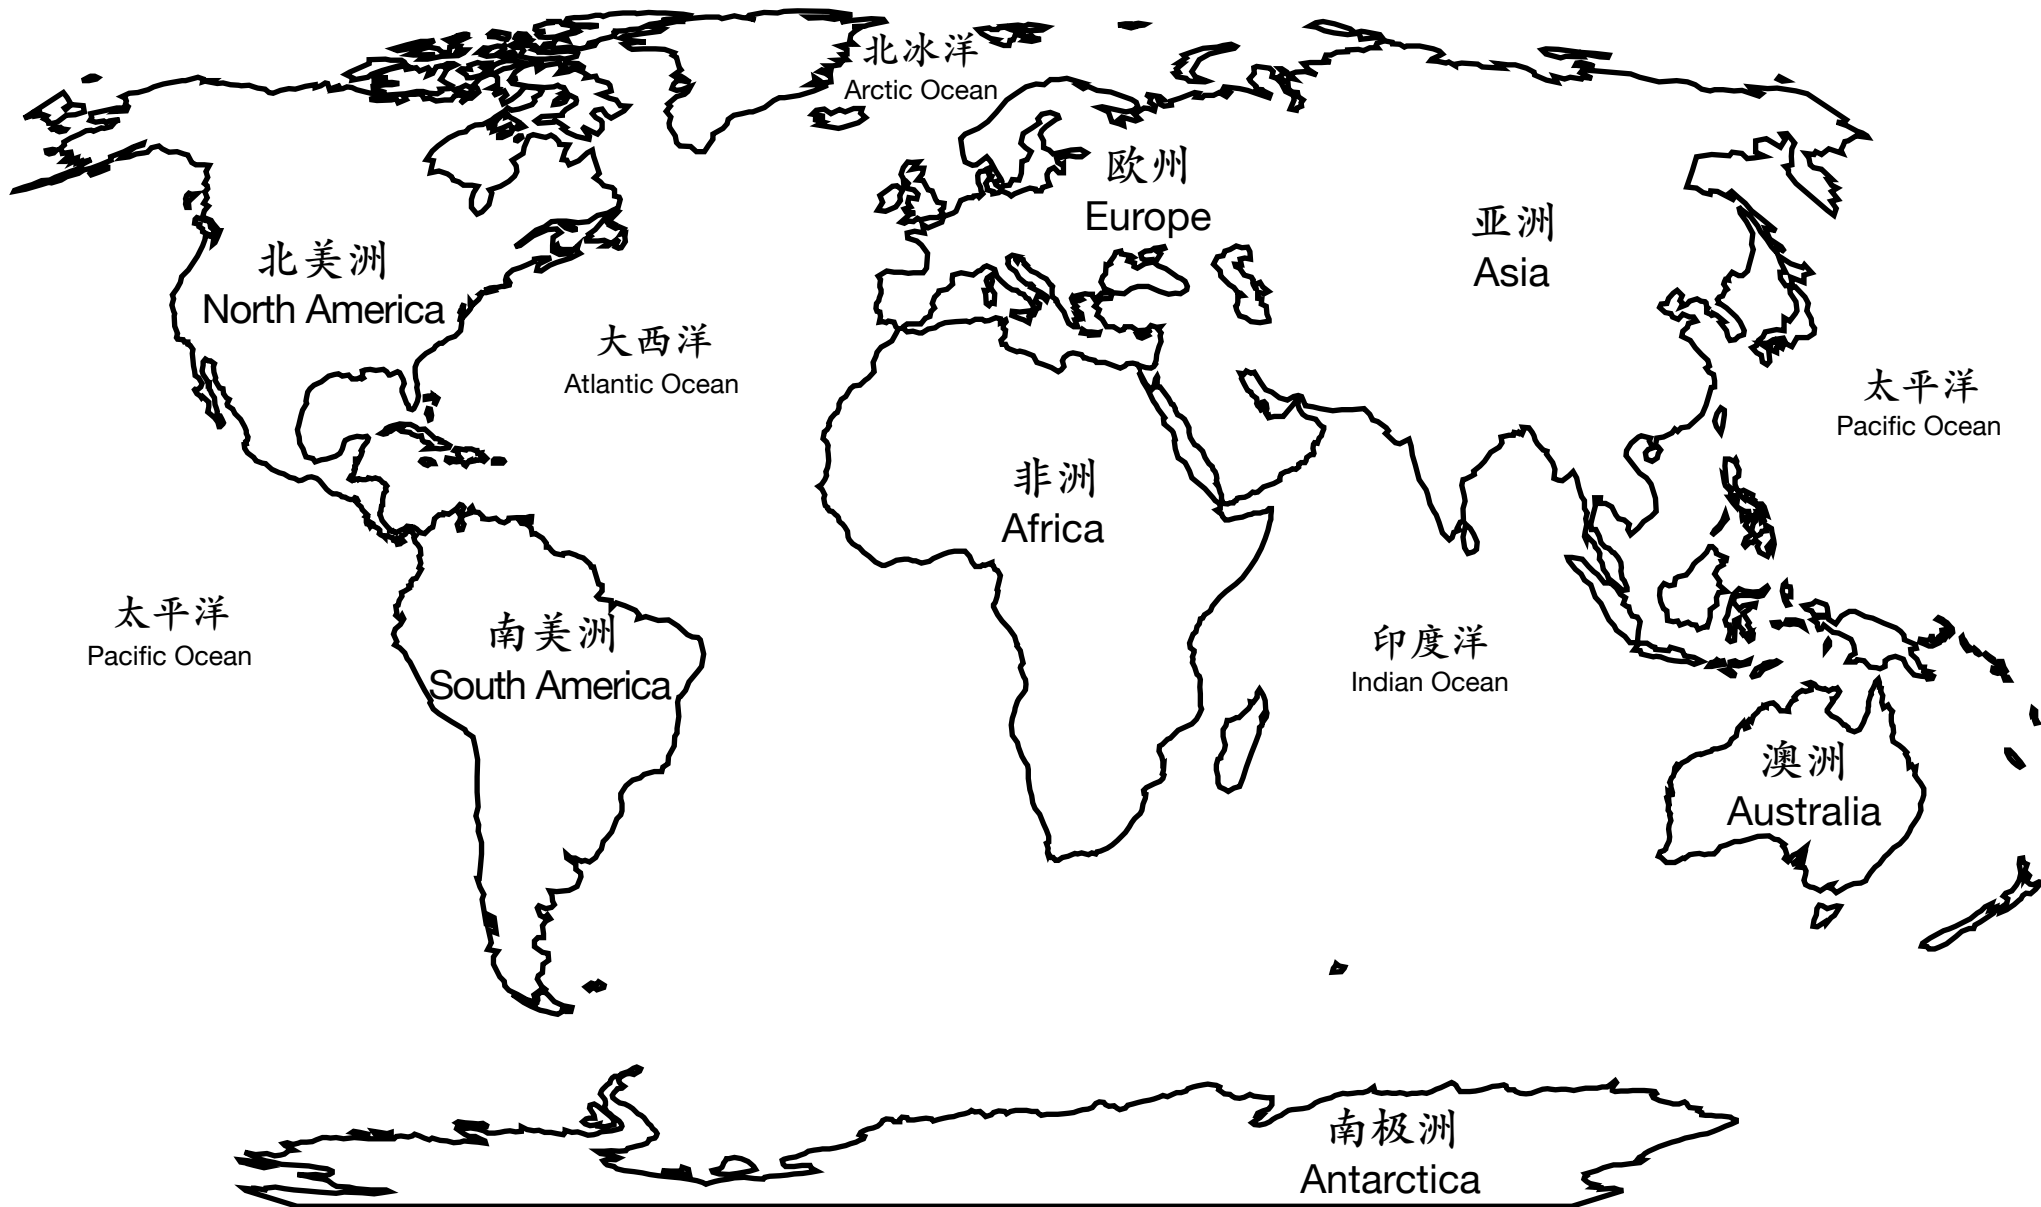 北冰洋
Arctic Ocean
欧州
Europe
亚洲
Asia
北美洲
North America
大西洋
Atlantic Ocean
太平洋
Pacific Ocean
非洲
Africa
太平洋
Pacific Ocean
南美洲
South America
印度洋
Indian Ocean
澳洲
Australia
南极洲
Antarctica